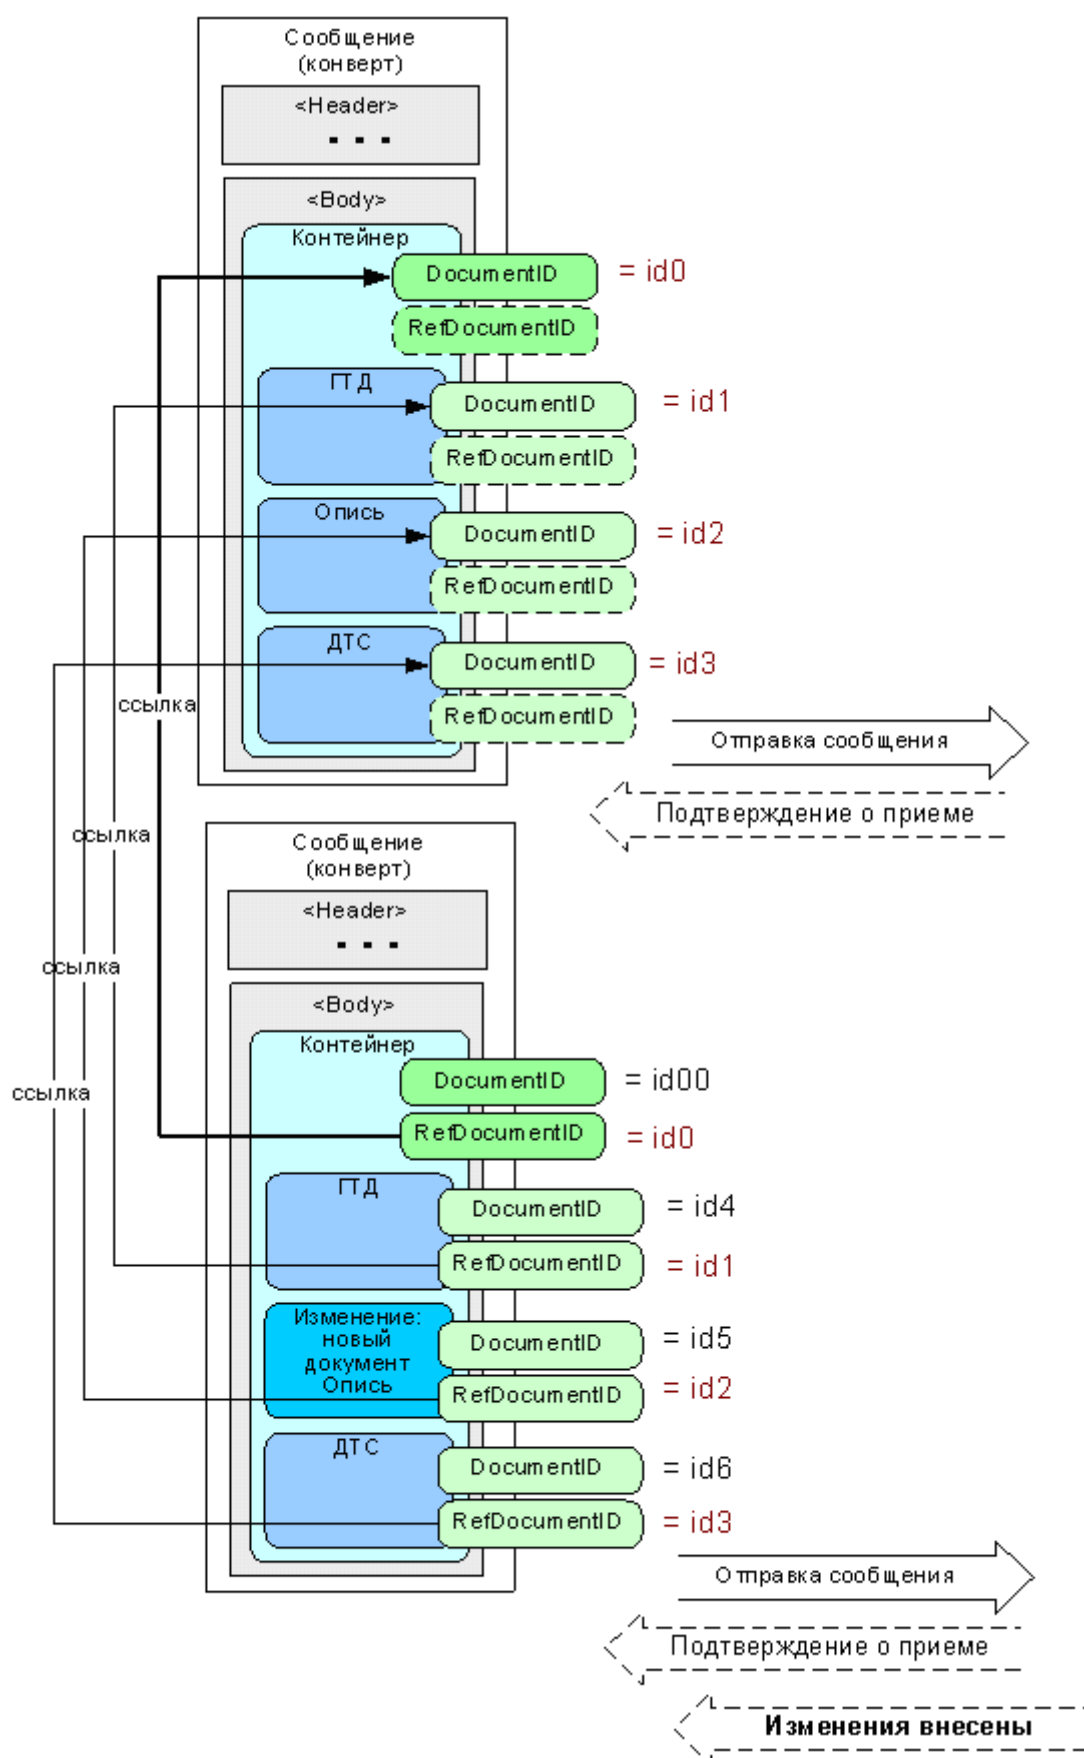 Сообщение
(конверт)
<Header>
. . .
<Body>
Контейнер
DocumentID = id0
RefDocumentID
ГТД
DocumentID = id1
RefDocumentID
Опись
DocumentID = id2
RefDocumentID
ДТС
DocumentID = id3
RefDocumentID
ссылка
Отправка сообщения
Подтверждение о приеме
ссылка
Сообщение
(конверт)
<Header>
. . .
ссылка
<Body>
Контейнер
DocumentID = id00
ссылка
RefDocumentID = id0
ГТД
DocumentID = id4
RefDocumentID = id1
Изменение:
новый
документ
Опись
DocumentID = id5
RefDocumentID = id2
ДТС
DocumentID = id6
RefDocumentID = id3
Отправка сообщения
Подтверждение о приеме
Изменения внесены